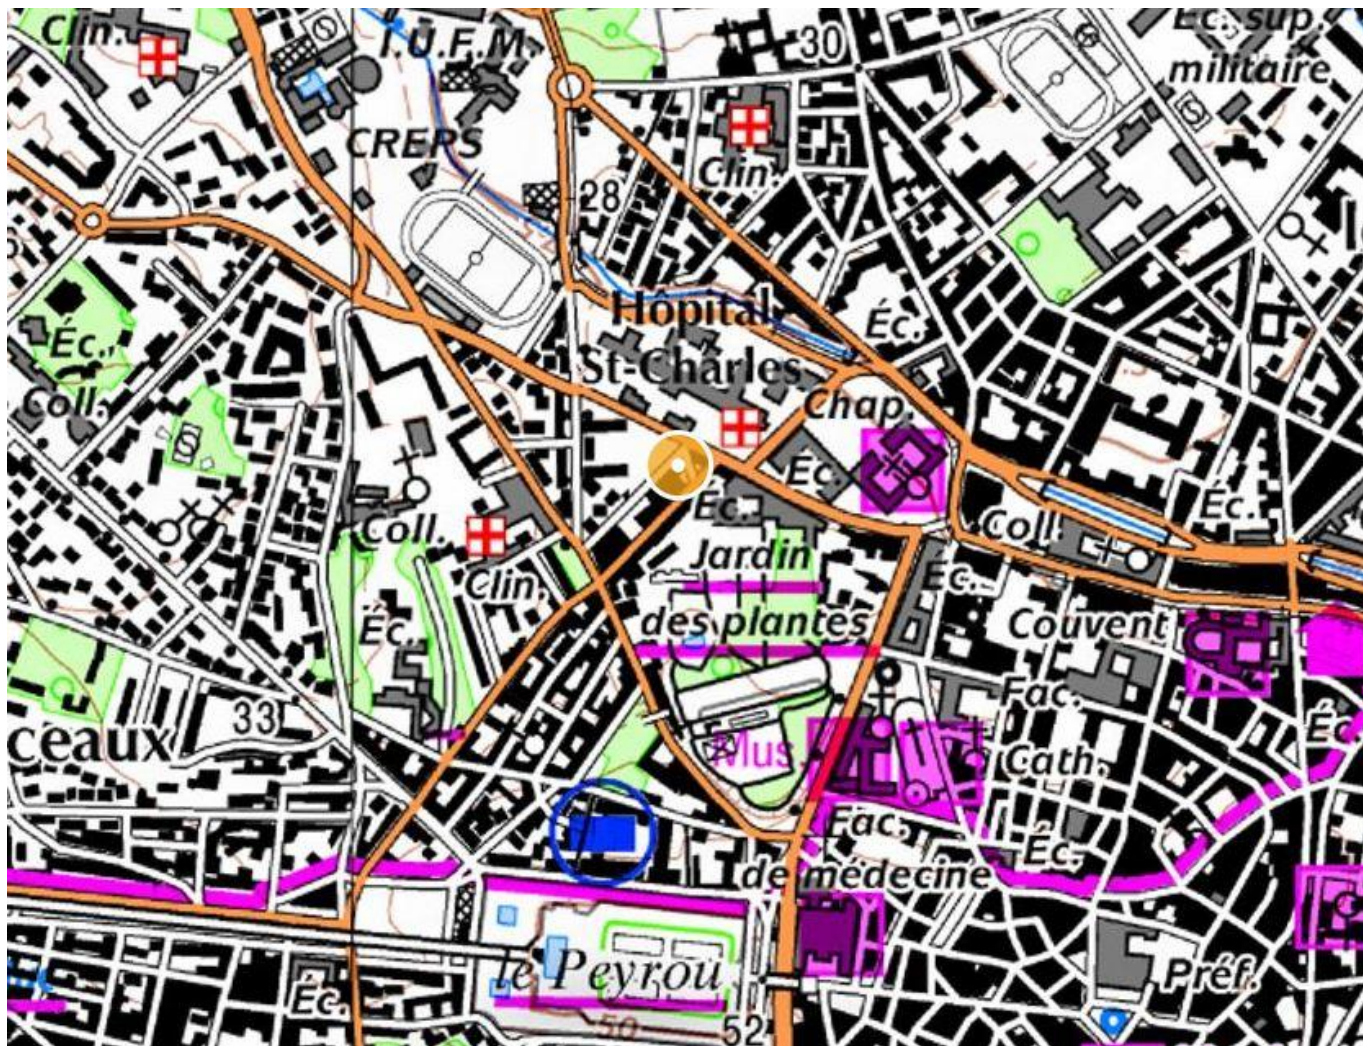 Clin.
I.U.F.M.
30
Éc. sup.
militaire
CREPS
Clin.
28
Hôpital
St-Charles
Éc.
Éc.
Coll.
Chap.
Éc.
Éc.
Éc.
Coll.
Coll.
Jardin
des plantes
Clin.
Éc.
Éc.
Couvent
Fac.
33
ceaux
Mus.
Cath.
Éc.
Fac.
de médecine
Éc.
le Peyrou
Éc.
50
52
Préf.